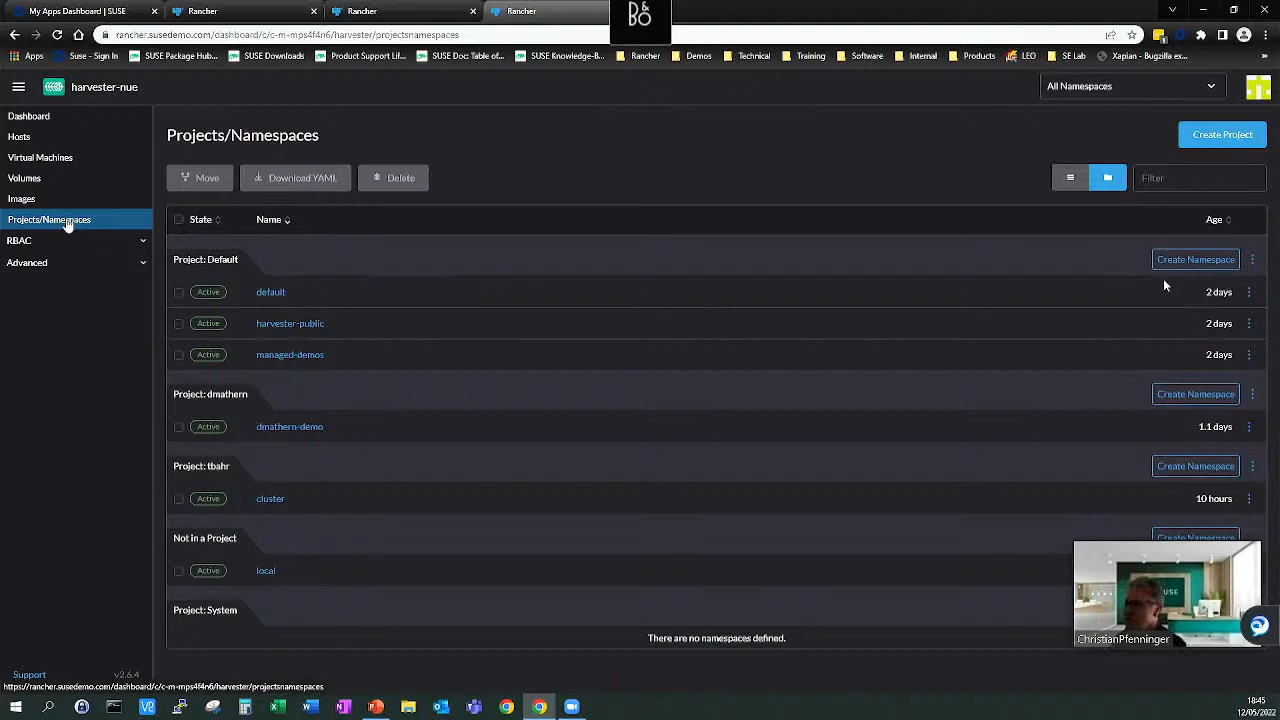 My Apps Dashboard | SUSE
Rancher
Rancher
Rancher
B&O
rancher.susedemo.com/dashboard/c/c-m-mps4f4n6/harvester/projectsnamespaces
Apps
Suse - Sign In
SUSE Package Hub...
SUSE Downloads
Product Support Lif...
SUSE Doc Table of...
SUSE Knowledge-B...
Rancher
Demos
Technical
Training
Software
Internal
Products
LEO
SE Lab
Xapian - Bugzilla ex...
»
harvester-nue
All Namespaces
Dashboard
Hosts
Virtual Machines
Volumes
Images
Projects/Namespaces
RBAC
Advanced
Projects/Namespaces
Create Project
Move
Download YAML
Delete
Filter
State
Name
Age
Project: Default
Create Namespace
Active
default
2 days
Active
harvester-public
2 days
Active
managed-demos
2 days
Project: dmathern
Create Namespace
Active
dmathern-demo
1.1 days
Project: tbahr
Create Namespace
Active
cluster
10 hours
Not in a Project
Create Namespace
Active
local
Project: System
There are no namespaces defined.
SUSE
ChristianPfenninger
Support
v2.6.4
https://rancher.susedemo.com/dashboard/c/c-m-mps4f4n6/harvester/projectsnamespaces
18:45
12/05/2022